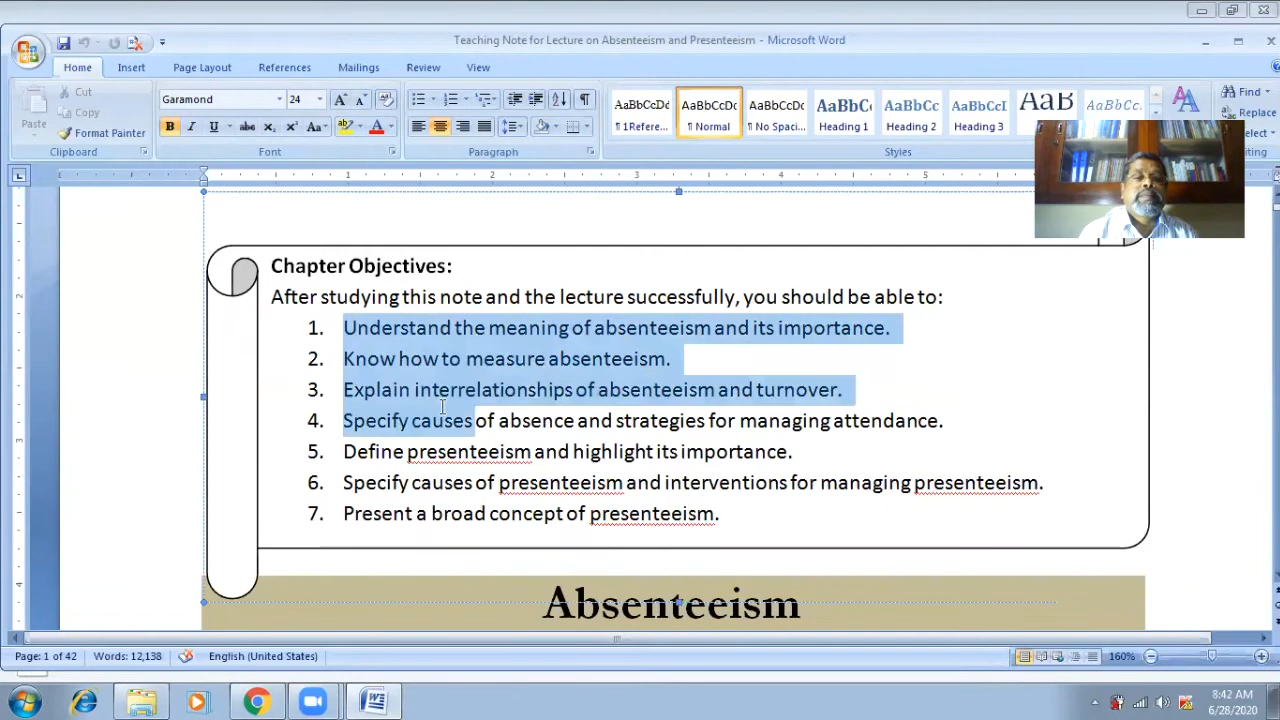 Teaching Note for Lecture on Absenteeism and Presenteeism - Microsoft Word
Home Insert Page Layout References Mailings Review View
Cut
Copy
Format Painter
Paste
Clipboard
Garamond 24
Font
Paragraph
AaBbCcDc AaBbCcDc AaBbCcDc AaBbC AaBbCc AaBbCcI AaB AaBbCc.
¶ 1Refere... ¶ Normal ¶ No Spaci... Heading 1 Heading 2 Heading 3
Styles
Find
Replace
Chapter Objectives:
After studying this note and the lecture successfully, you should be able to:
1. Understand the meaning of absenteeism and its importance.
2. Know how to measure absenteeism.
3. Explain interrelationships of absenteeism and turnover.
4. Specify causes of absence and strategies for managing attendance.
5. Define presenteeism and highlight its importance.
6. Specify causes of presenteeism and interventions for managing presenteeism.
7. Present a broad concept of presenteeism.
Absenteeism
Page: 1 of 42 Words: 12,138 English (United States) 160%
8:42 AM
6/28/2020